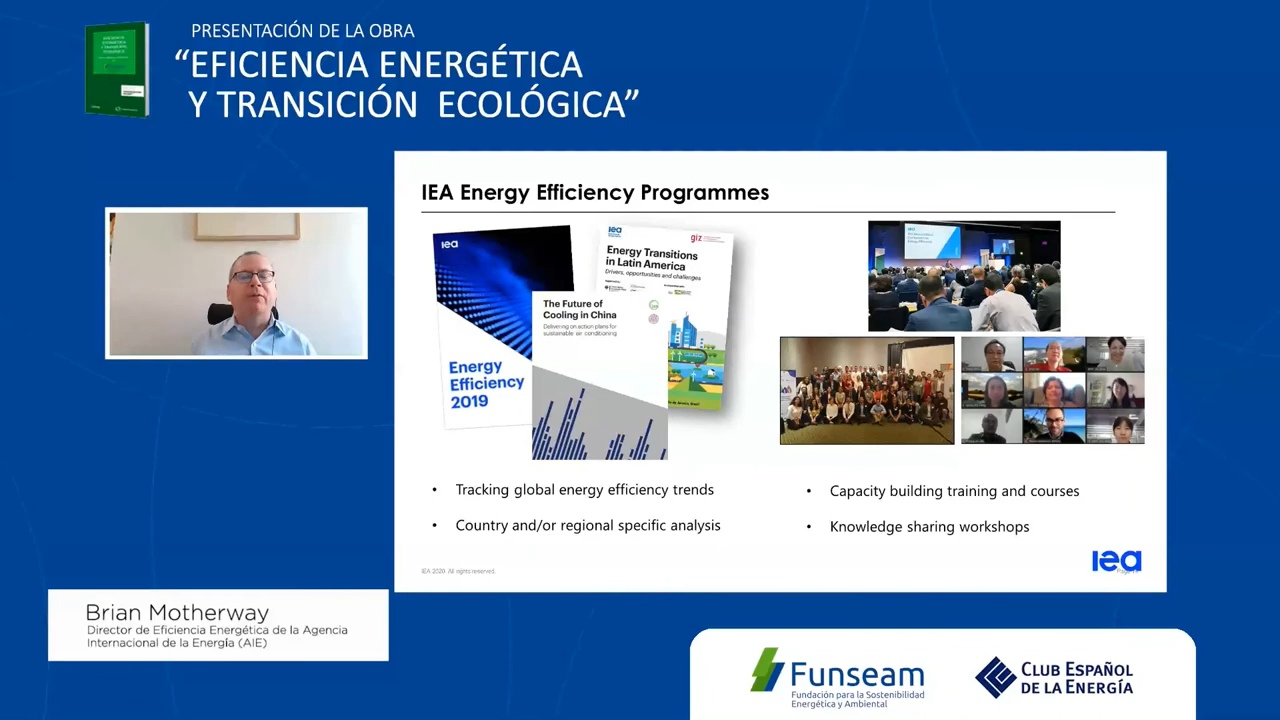 PRESENTACIÓN DE LA OBRA
“EFICIENCIA ENERGÉTICA
Y TRANSICIÓN ECOLÓGICA”
IEA Energy Efficiency Programmes
iea
Energy
Efficiency
2019
iea
giz
Energy Transitions
in Latin America
Drivers, opportunities and challenges
The Future of
Cooling in China
Delivering on action plans for
sustainable air conditioning
• Tracking global energy efficiency trends
• Country and/or regional specific analysis
• Capacity building training and courses
• Knowledge sharing workshops
IEA 2020. All rights reserved.
iea
Brian Motherway
Director de Eficiencia Energética de la Agencia
Internacional de la Energía (AIE)
Funseam
Fundación para la Sostenibilidad
Energética y Ambiental
CLUB ESPAÑOL
DE LA ENERGÍA